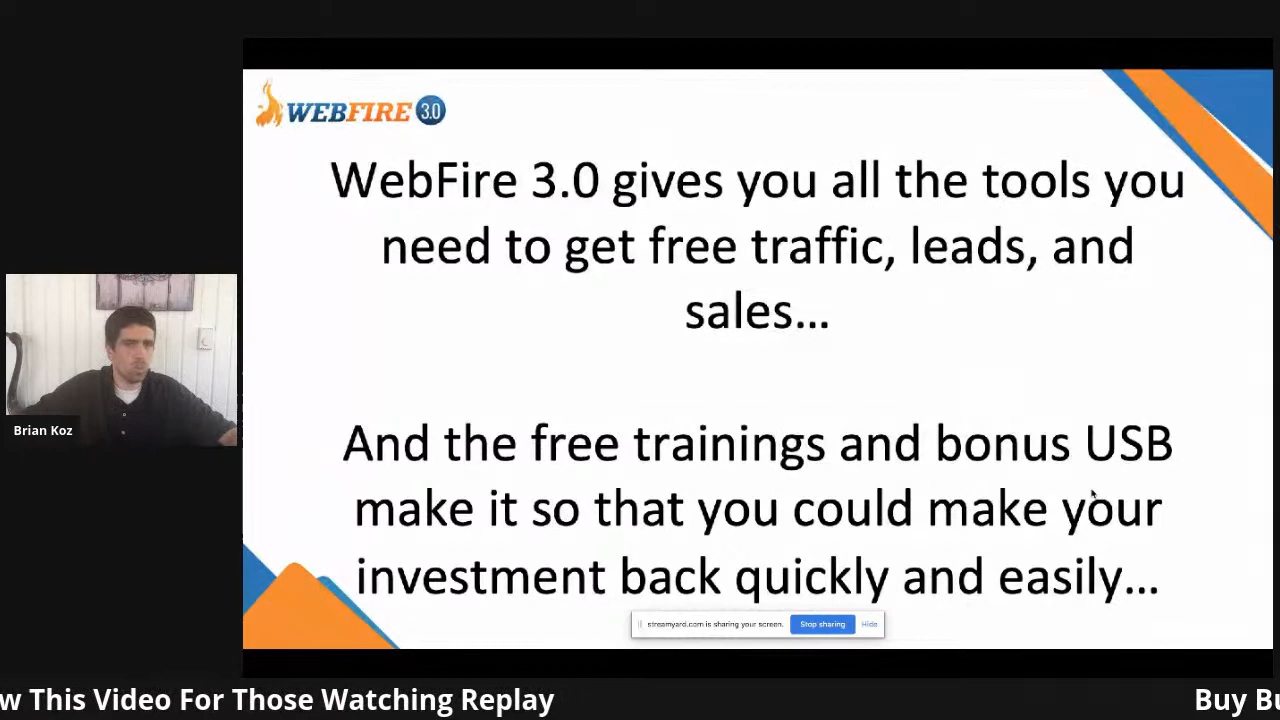 WEBFIRE 3.0
WebFire 3.0 gives you all the tools you
need to get free traffic, leads, and
sales...
And the free trainings and bonus USB
make it so that you could make your
investment back quickly and easily...
streamyard.com is sharing your screen. Stop sharing Hide
Brian Koz
w This Video For Those Watching Replay
Buy Bu